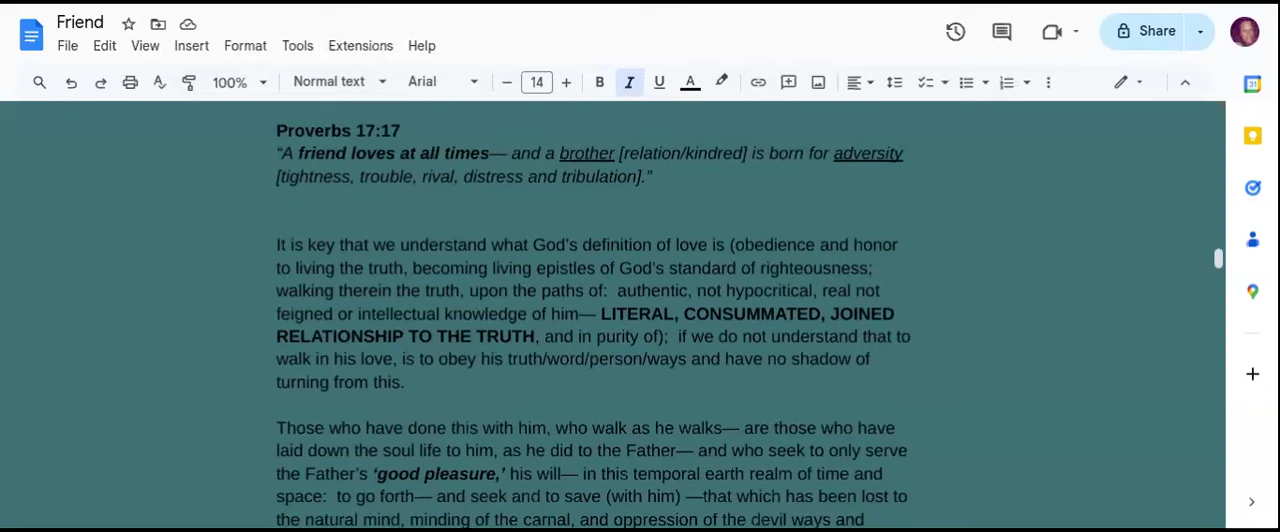 Friend
File Edit View Insert Format Tools Extensions Help
Share
100% Normal text Arial 14 B I U A
31
Proverbs 17:17
“A friend loves at all times— and a brother [relation/kindred] is born for adversity
[tightness, trouble, rival, distress and tribulation].”
It is key that we understand what God’s definition of love is (obedience and honor
to living the truth, becoming living epistles of God’s standard of righteousness;
walking therein the truth, upon the paths of:  authentic, not hypocritical, real not
feigned or intellectual knowledge of him— LITERAL, CONSUMMATED, JOINED
RELATIONSHIP TO THE TRUTH, and in purity of);  if we do not understand that to
walk in his love, is to obey his truth/word/person/ways and have no shadow of
turning from this.
Those who have done this with him, who walk as he walks— are those who have
laid down the soul life to him, as he did to the Father— and who seek to only serve
the Father’s ‘good pleasure,’ his will— in this temporal earth realm of time and
space:  to go forth— and seek and to save (with him) —that which has been lost to
the natural mind, minding of the carnal, and oppression of the devil ways and